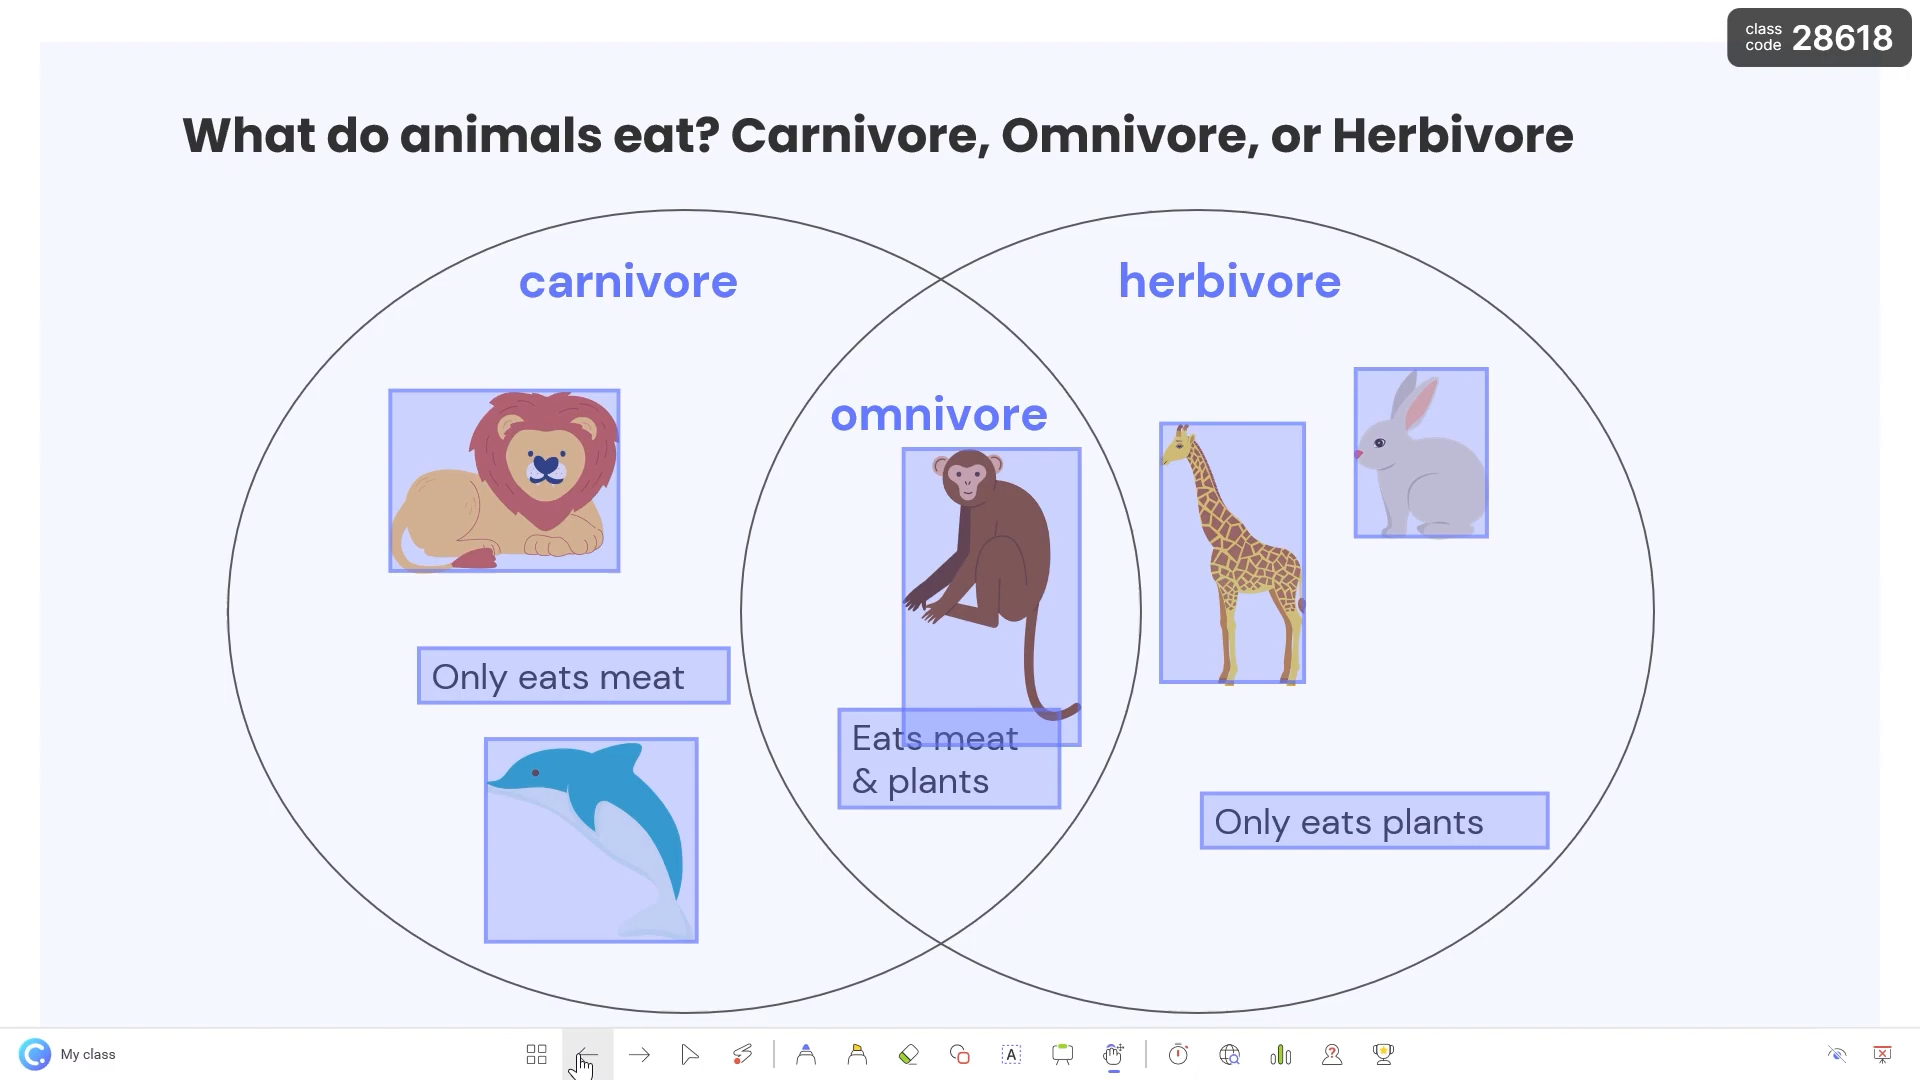 class
code 28618
What do animals eat? Carnivore, Omnivore, or Herbivore
carnivore
herbivore
omnivore
Only eats meat
Eats meat
& plants
Only eats plants
My class
A